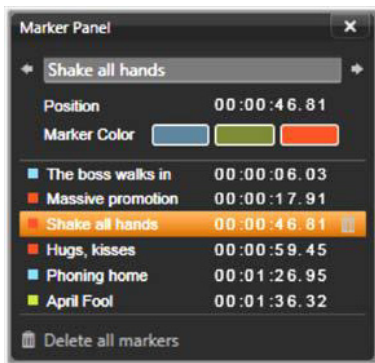 Marker Panel
Shake all hands
Position 00:00:46.81
Marker Color
The boss walks in 00:00:06.03
Massive promotion 00:00:17.91
Shake all hands 00:00:46.81
Hugs, kisses 00:00:59.45
Phoning home 00:01:26.95
April Fool 00:01:36.32
Delete all markers